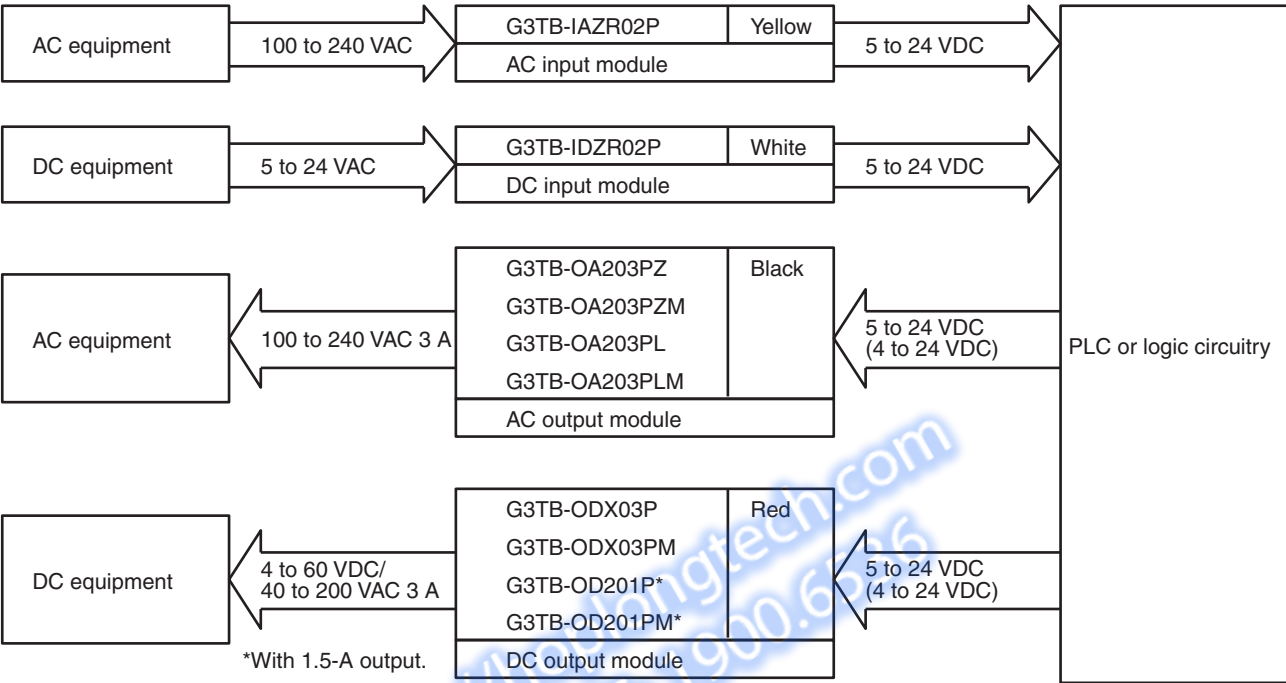 AC equipment
100 to 240 VAC
G3TB-IAZR02P
Yellow
AC input module
5 to 24 VDC
DC equipment
5 to 24 VAC
G3TB-IDZR02P
White
DC input module
5 to 24 VDC
AC equipment
100 to 240 VAC 3 A
G3TB-OA203PZ
Black
G3TB-OA203PZM
G3TB-OA203PL
G3TB-OA203PLM
AC output module
5 to 24 VDC
(4 to 24 VDC)
PLC or logic circuitry
DC equipment
4 to 60 VDC/
40 to 200 VAC 3 A
G3TB-ODX03P
Red
G3TB-ODX03PM
G3TB-OD201P*
G3TB-OD201PM*
DC output module
5 to 24 VDC
(4 to 24 VDC)
*With 1.5-A output.